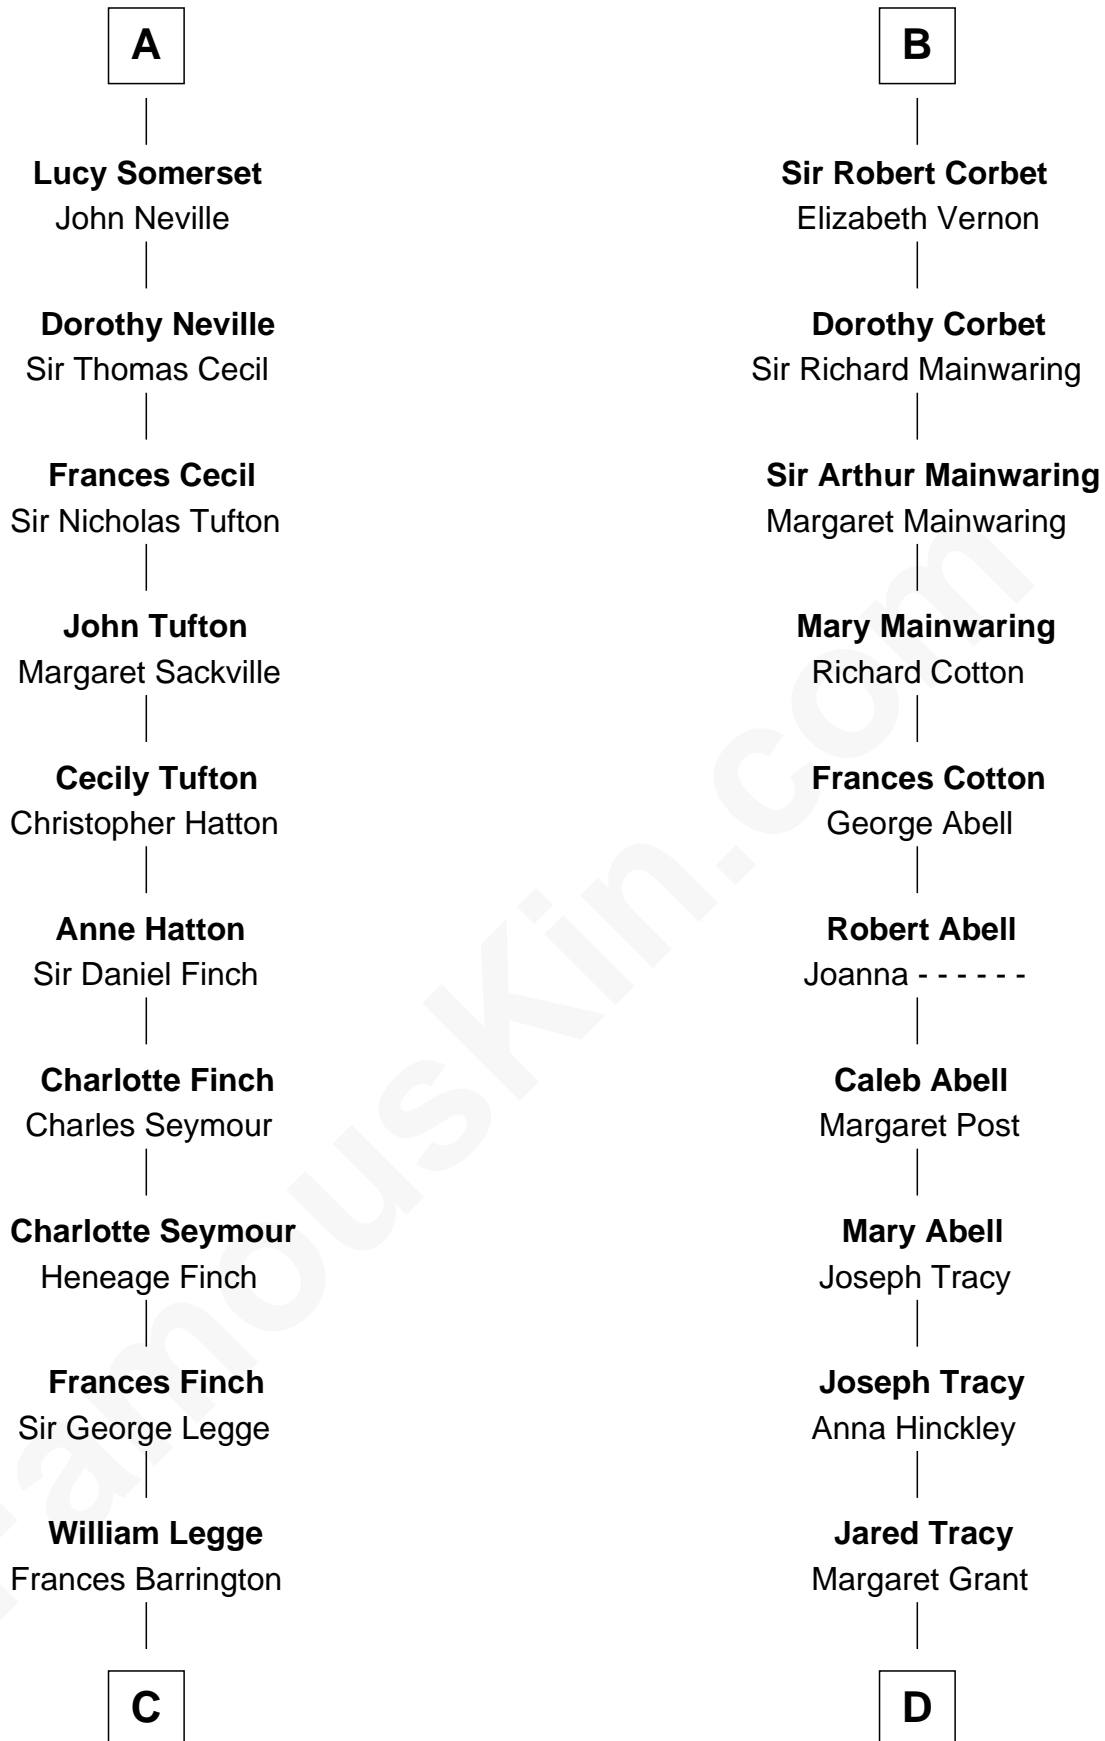 A
Lucy Somerset
John Neville
Dorothy Neville
Sir Thomas Cecil
Frances Cecil
Sir Nicholas Tufton
John Tufton
Margaret Sackville
Cecily Tufton
Christopher Hatton
Anne Hatton
Sir Daniel Finch
Charlotte Finch
Charles Seymour
Charlotte Seymour
Heneage Finch
Frances Finch
Sir George Legge
William Legge
Frances Barrington
C
B
Sir Robert Corbet
Elizabeth Vernon
Dorothy Corbet
Sir Richard Mainwaring
Sir Arthur Mainwaring
Margaret Mainwaring
Mary Mainwaring
Richard Cotton
Frances Cotton
George Abell
Robert Abell
Joanna - - - - - -
Caleb Abell
Margaret Post
Mary Abell
Joseph Tracy
Joseph Tracy
Anna Hinckley
Jared Tracy
Margaret Grant
D
FamousKin.com